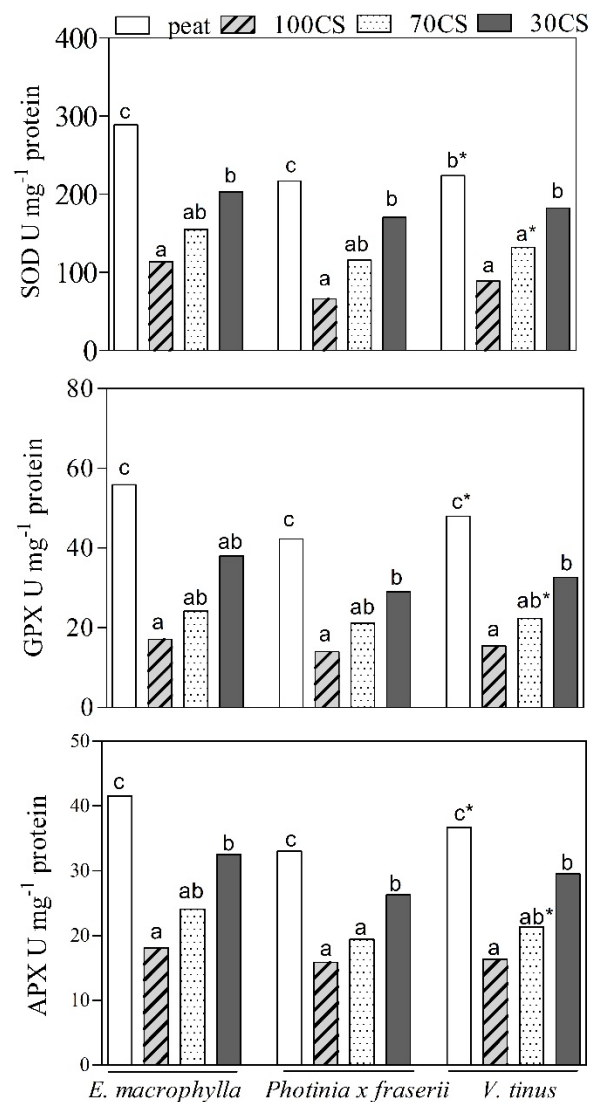 peat 100CS 70CS 30CS
400
300
200
100
0
SOD U mg-1 protein
c a ab b c a ab b b* a a* b
80
60
40
20
0
GPX U mg-1 protein
c a ab ab c a ab b c* a ab* b
50
40
30
20
10
0
APX U mg-1 protein
c a ab b c a a b c* a ab* b
E. macrophylla Photinia x fraserii V. tinus